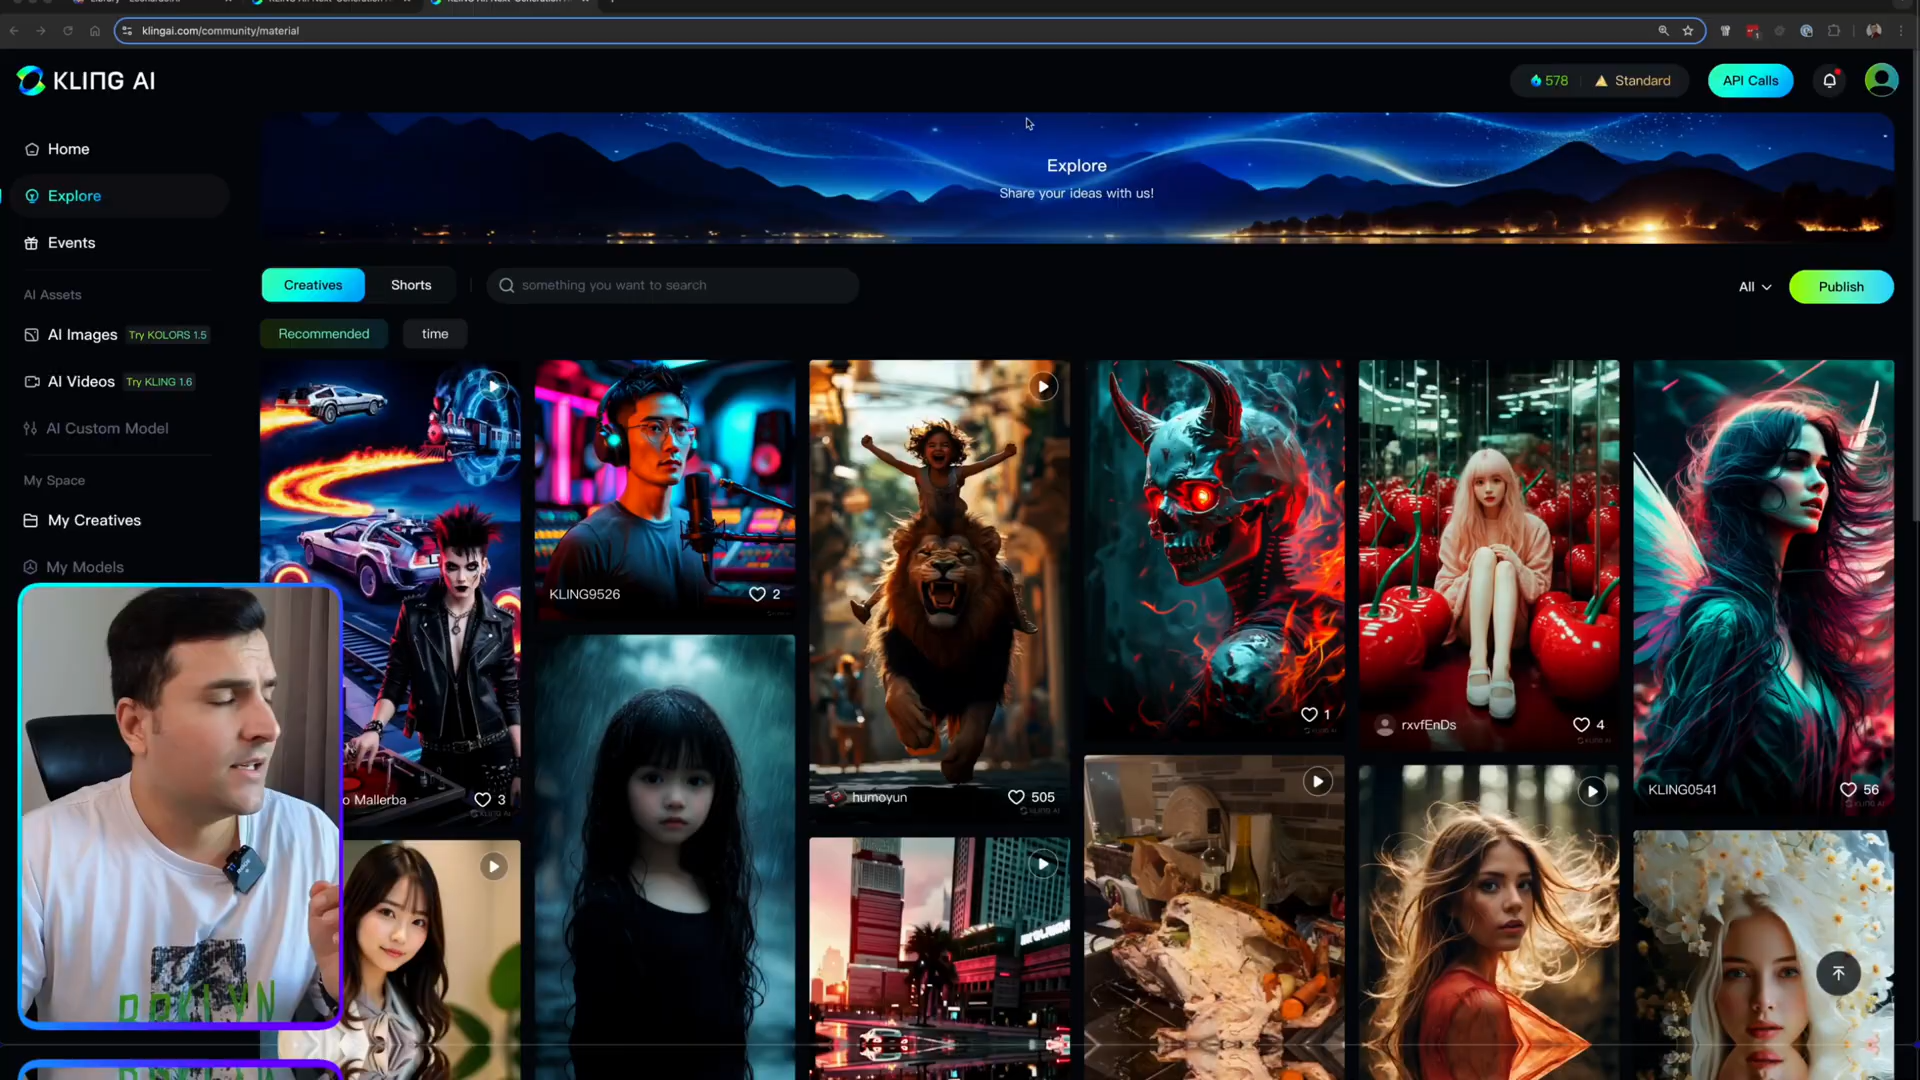 klingai.com/community/material
KLING AI
578
Standard
API Calls
Home
Explore
Events
AI Assets
AI Images Try KOLORS 1.5
AI Videos Try KLING 1.6
AI Custom Model
My Space
My Creatives
My Models
Explore
Share your ideas with us!
Creatives
Shorts
something you want to search
All
Publish
Recommended
time
KLING9526
2
o Mallerba
3
humoyun
505
1
rxvfEnDs
4
KLING0541
56
BRKLYN